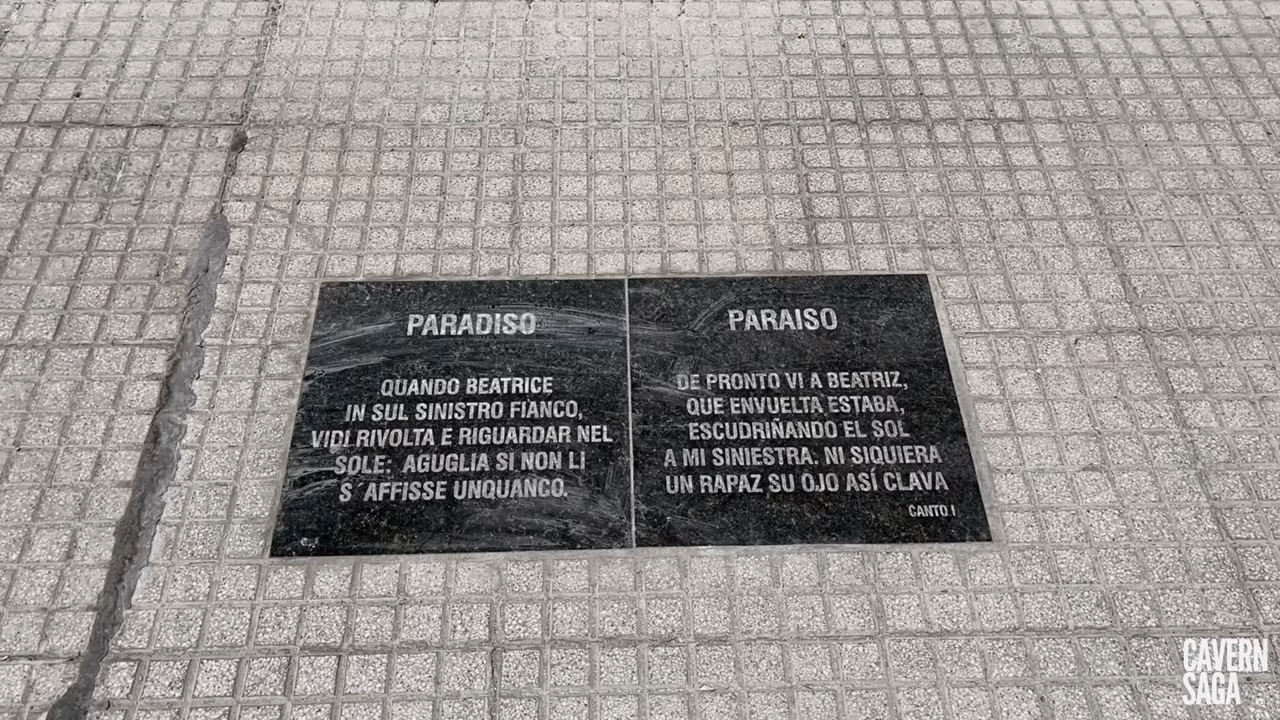 PARADISO
QUANDO BEATRICE
IN SUL SINISTRO FIANCO,
VIDI RIVOLTA E RIGUARDAR NEL
SOLE: AGUGLIA SI NON LI
S´AFFISSE UNQUANCO.
PARAISO
DE PRONTO VI A BEATRIZ,
QUE ENVUELTA ESTABA,
ESCUDRIÑANDO EL SOL
A MI SINIESTRA. NI SIQUIERA
UN RAPAZ SU OJO ASÍ CLAVA
CANTO I
CAVERN
SAGA